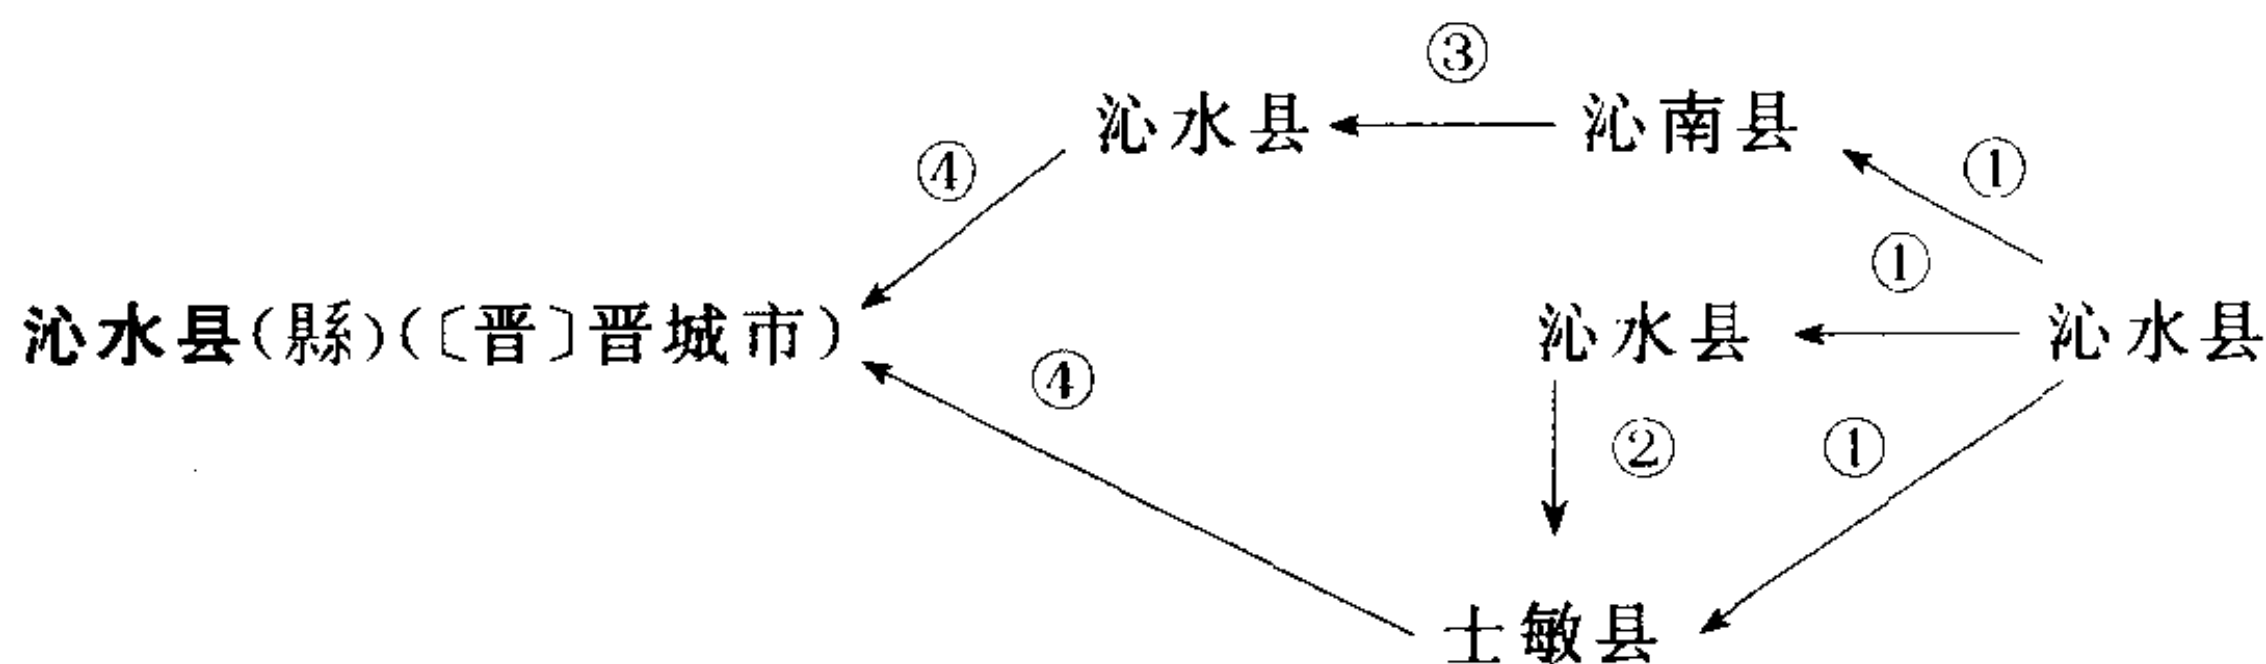 ③
沁水县 沁南县
④ ①
①
沁水县(縣)(〔晋〕晋城市) 沁水县 沁水县
④
② ①
士敏县